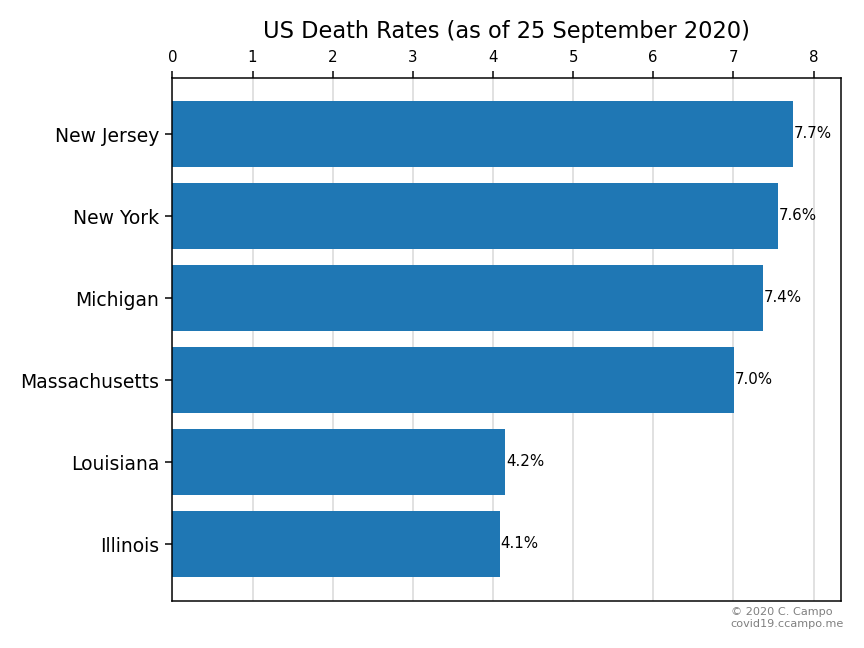 US Death Rates (as of 25 September 2020)
0 1 2 3 4 5 6 7 8
New Jersey 7.7%
New York 7.6%
Michigan 7.4%
Massachusetts 7.0%
Louisiana 4.2%
Illinois 4.1%
© 2020 C. Campo
covid19.ccampo.me